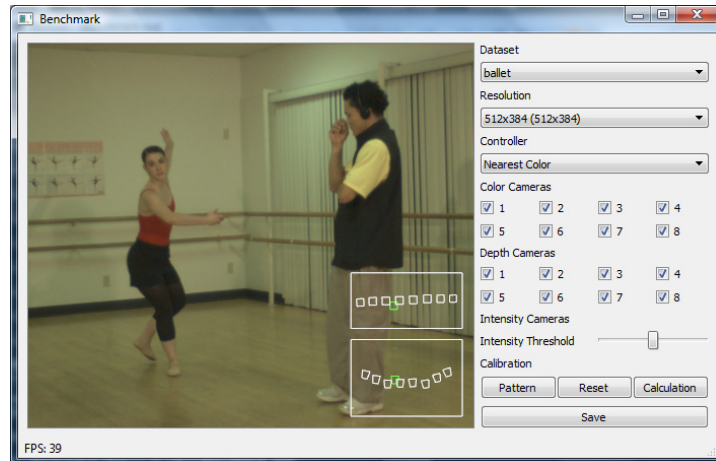 Benchmark
Dataset
ballet
Resolution
512x384 (512x384)
Controller
Nearest Color
Color Cameras
1 2 3 4
5 6 7 8
Depth Cameras
1 2 3 4
5 6 7 8
Intensity Cameras
Intensity Threshold
Calibration
Pattern Reset Calculation
Save
FPS: 39